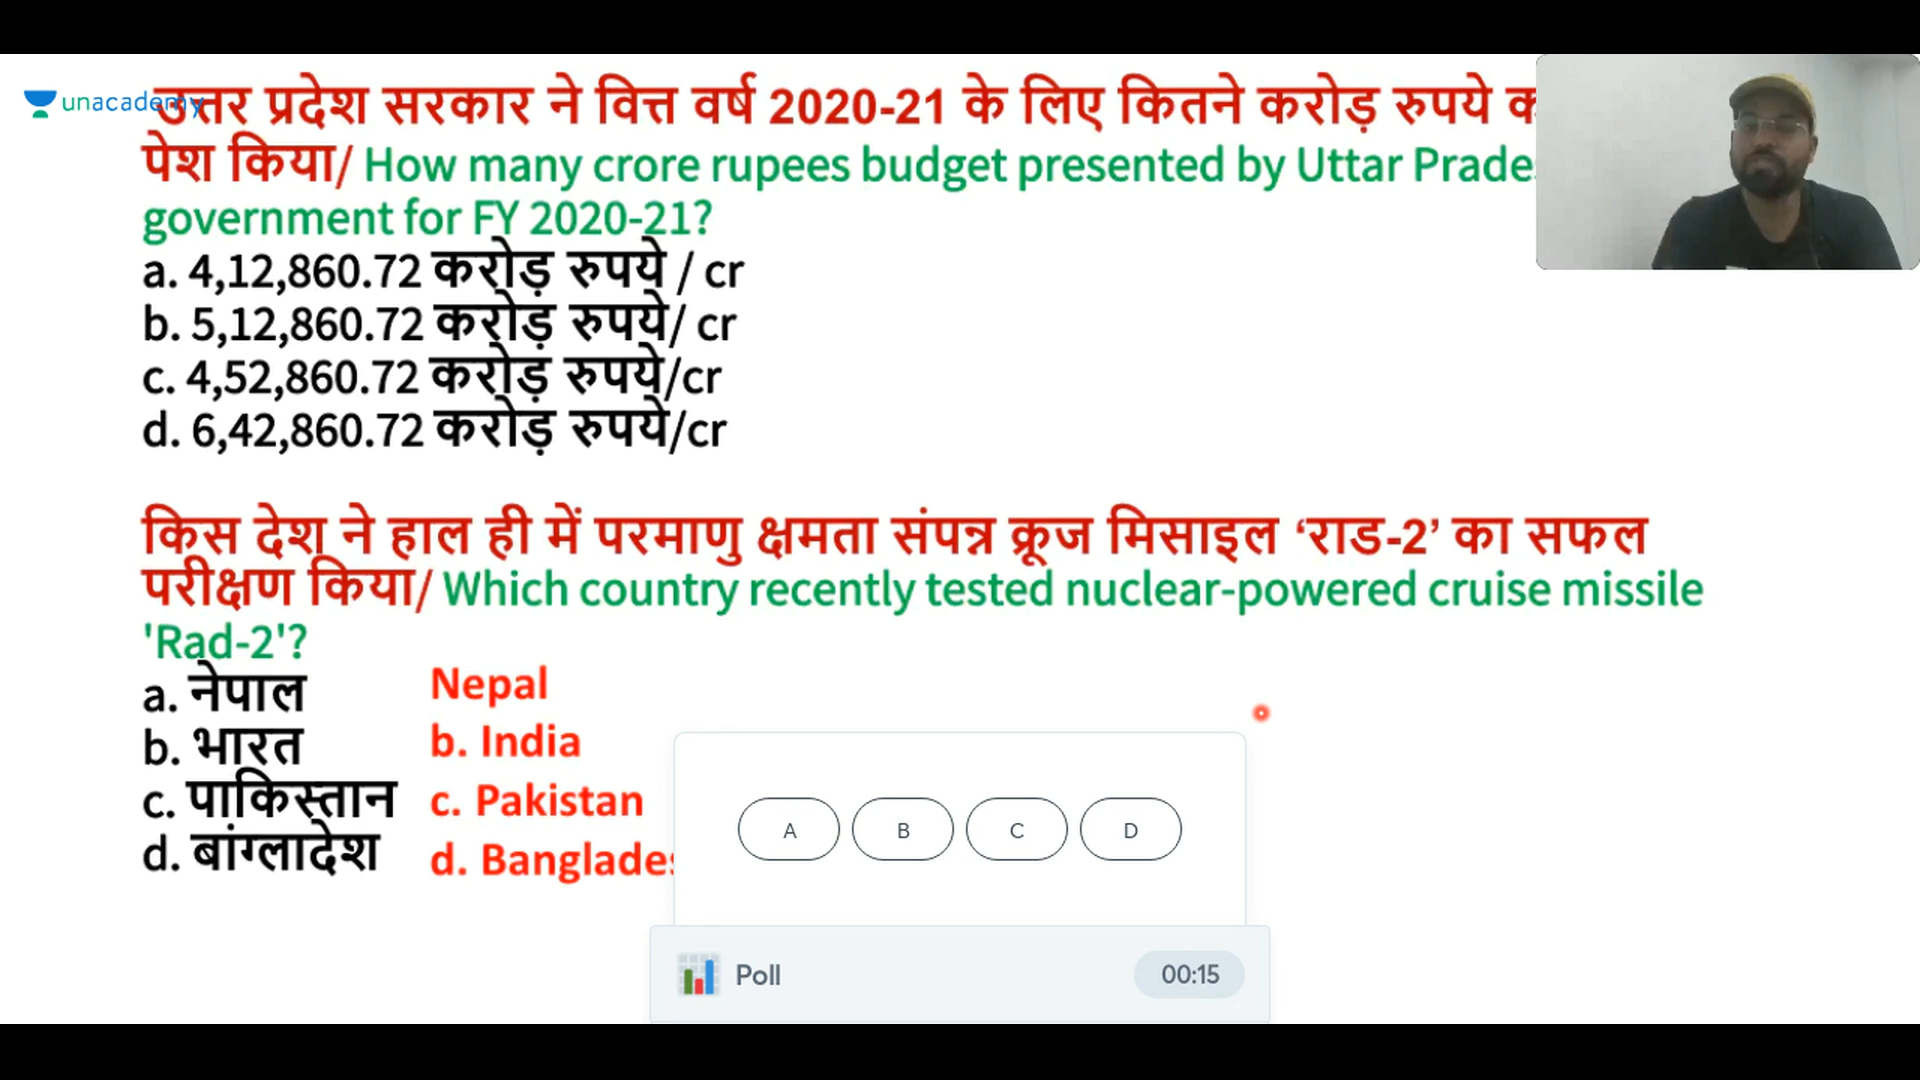 unacademy
उत्तर प्रदेश सरकार ने वित्त वर्ष 2020-21 के लिए कितने करोड़ रुपये
पेश किया/ How many crore rupees budget presented by Uttar
government for FY 2020-21?
a. 4,12,860.72 करोड़ रुपये / cr
b. 5,12,860.72 करोड़ रुपये/ cr
c. 4,52,860.72 करोड़ रुपये/cr
d. 6,42,860.72 करोड़ रुपये/cr
किस देश ने हाल ही में परमाणु क्षमता संपन्न क्रूज मिसाइल ‘राड-2’ का सफल
परीक्षण किया/ Which country recently tested nuclear-powered cruise missile
'Rad-2'?
a. नेपाल Nepal
b. भारत b. India
c. पाकिस्तान c. Pakistan
d. बांग्लादेश d.
A B C D
Poll 00:15